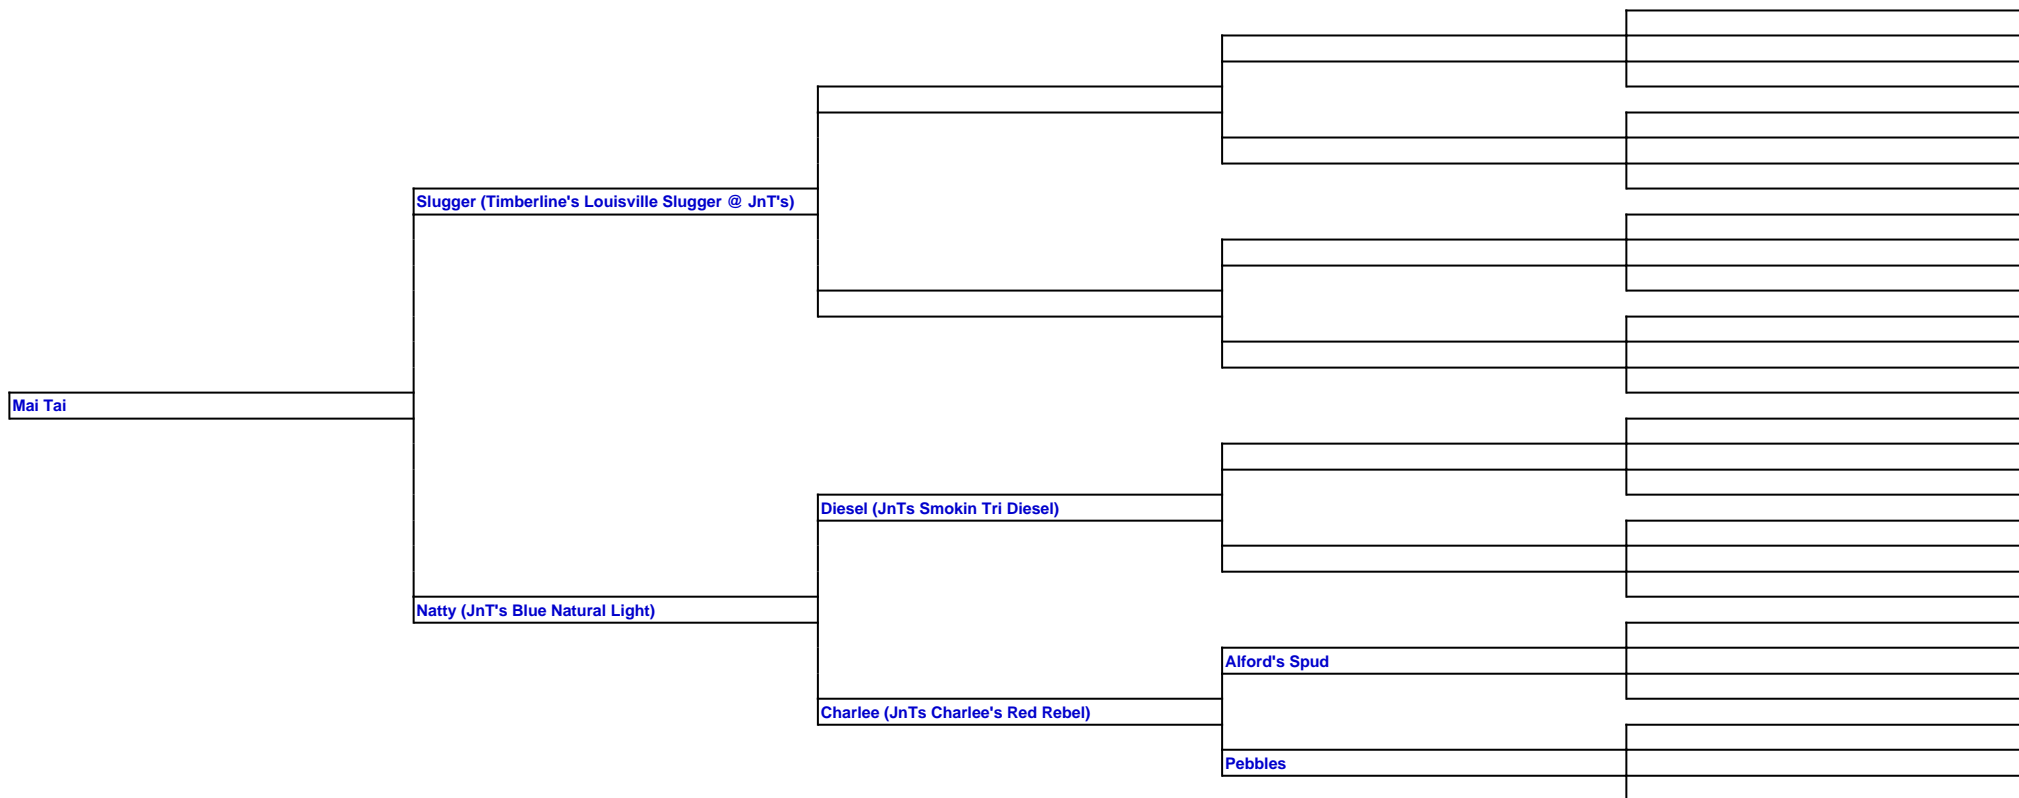 Slugger (Timberline's Louisville Slugger @ JnT's)
Mai Tai
Diesel (JnTs Smokin Tri Diesel)
Natty (JnT's Blue Natural Light)
Alford's Spud
Charlee (JnTs Charlee's Red Rebel)
Pebbles